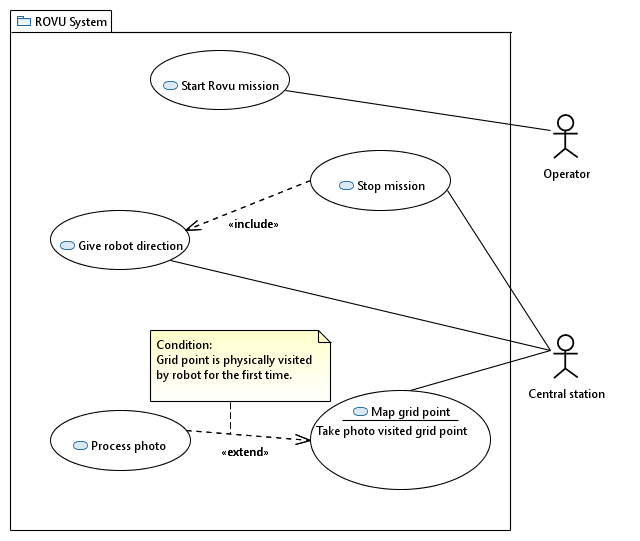 ROVU System
Start Rovu mission
Operator
Stop mission
«include»
Give robot direction
Condition:
Grid point is physically visited
by robot for the first time.
Central station
Map grid point
Take photo visited grid point
Process photo
«extend»